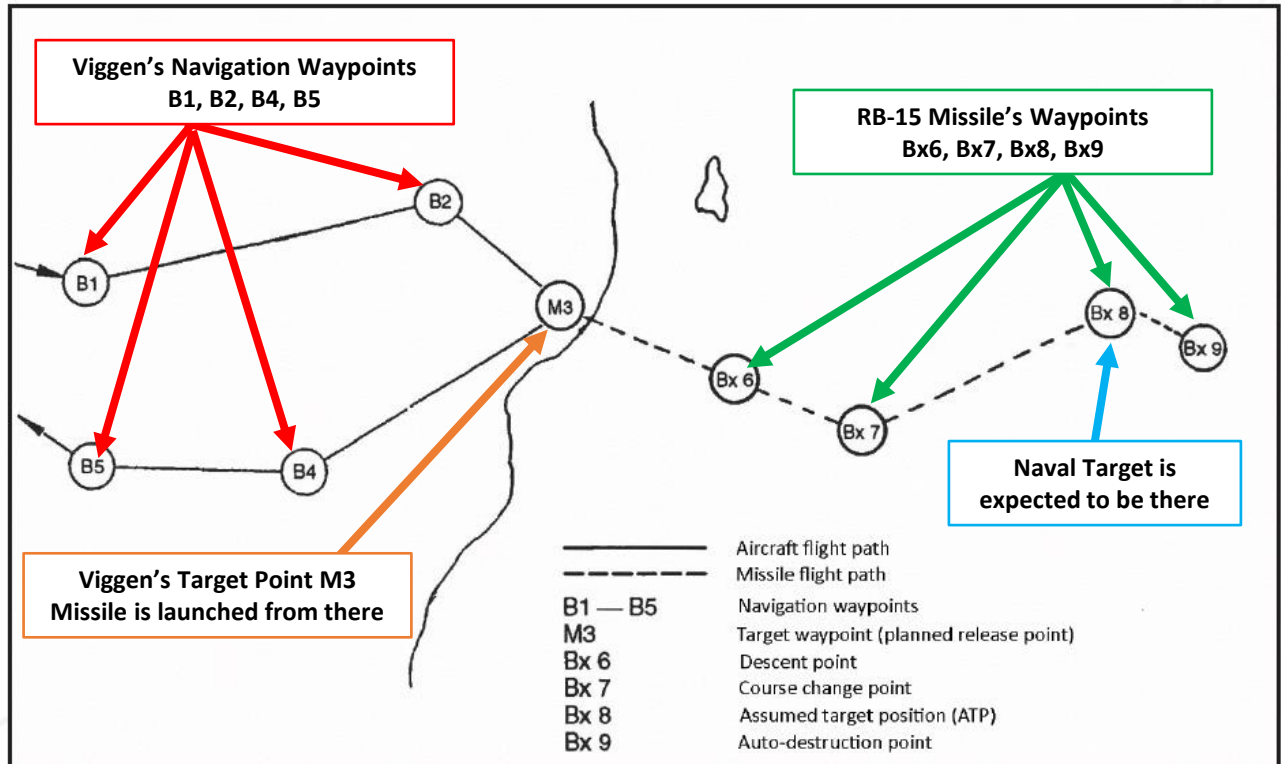 Viggen's Navigation Waypoints
B1, B2, B4, B5
RB-15 Missile's Waypoints
Bx6, Bx7, Bx8, Bx9
B2
B1
M3
Bx 8
Bx 9
Bx 6
Bx 7
B5
B4
Naval Target is
expected to be there
Viggen's Target Point M3
Missile is launched from there
Aircraft flight path
Missile flight path
B1 — B5 Navigation waypoints
M3 Target waypoint (planned release point)
Bx 6 Descent point
Bx 7 Course change point
Bx 8 Assumed target position (ATP)
Bx 9 Auto-destruction point